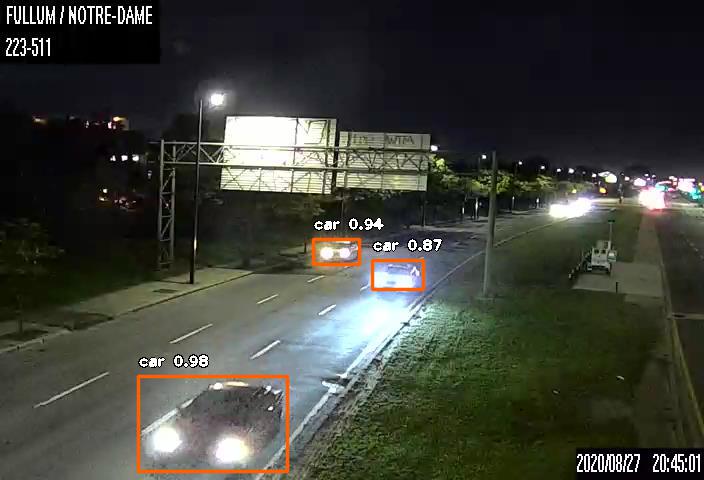 FULLUM / NOTRE-DAME
223-511
car 0.94
car 0.87
car 0.98
2020/08/27 20:45:01